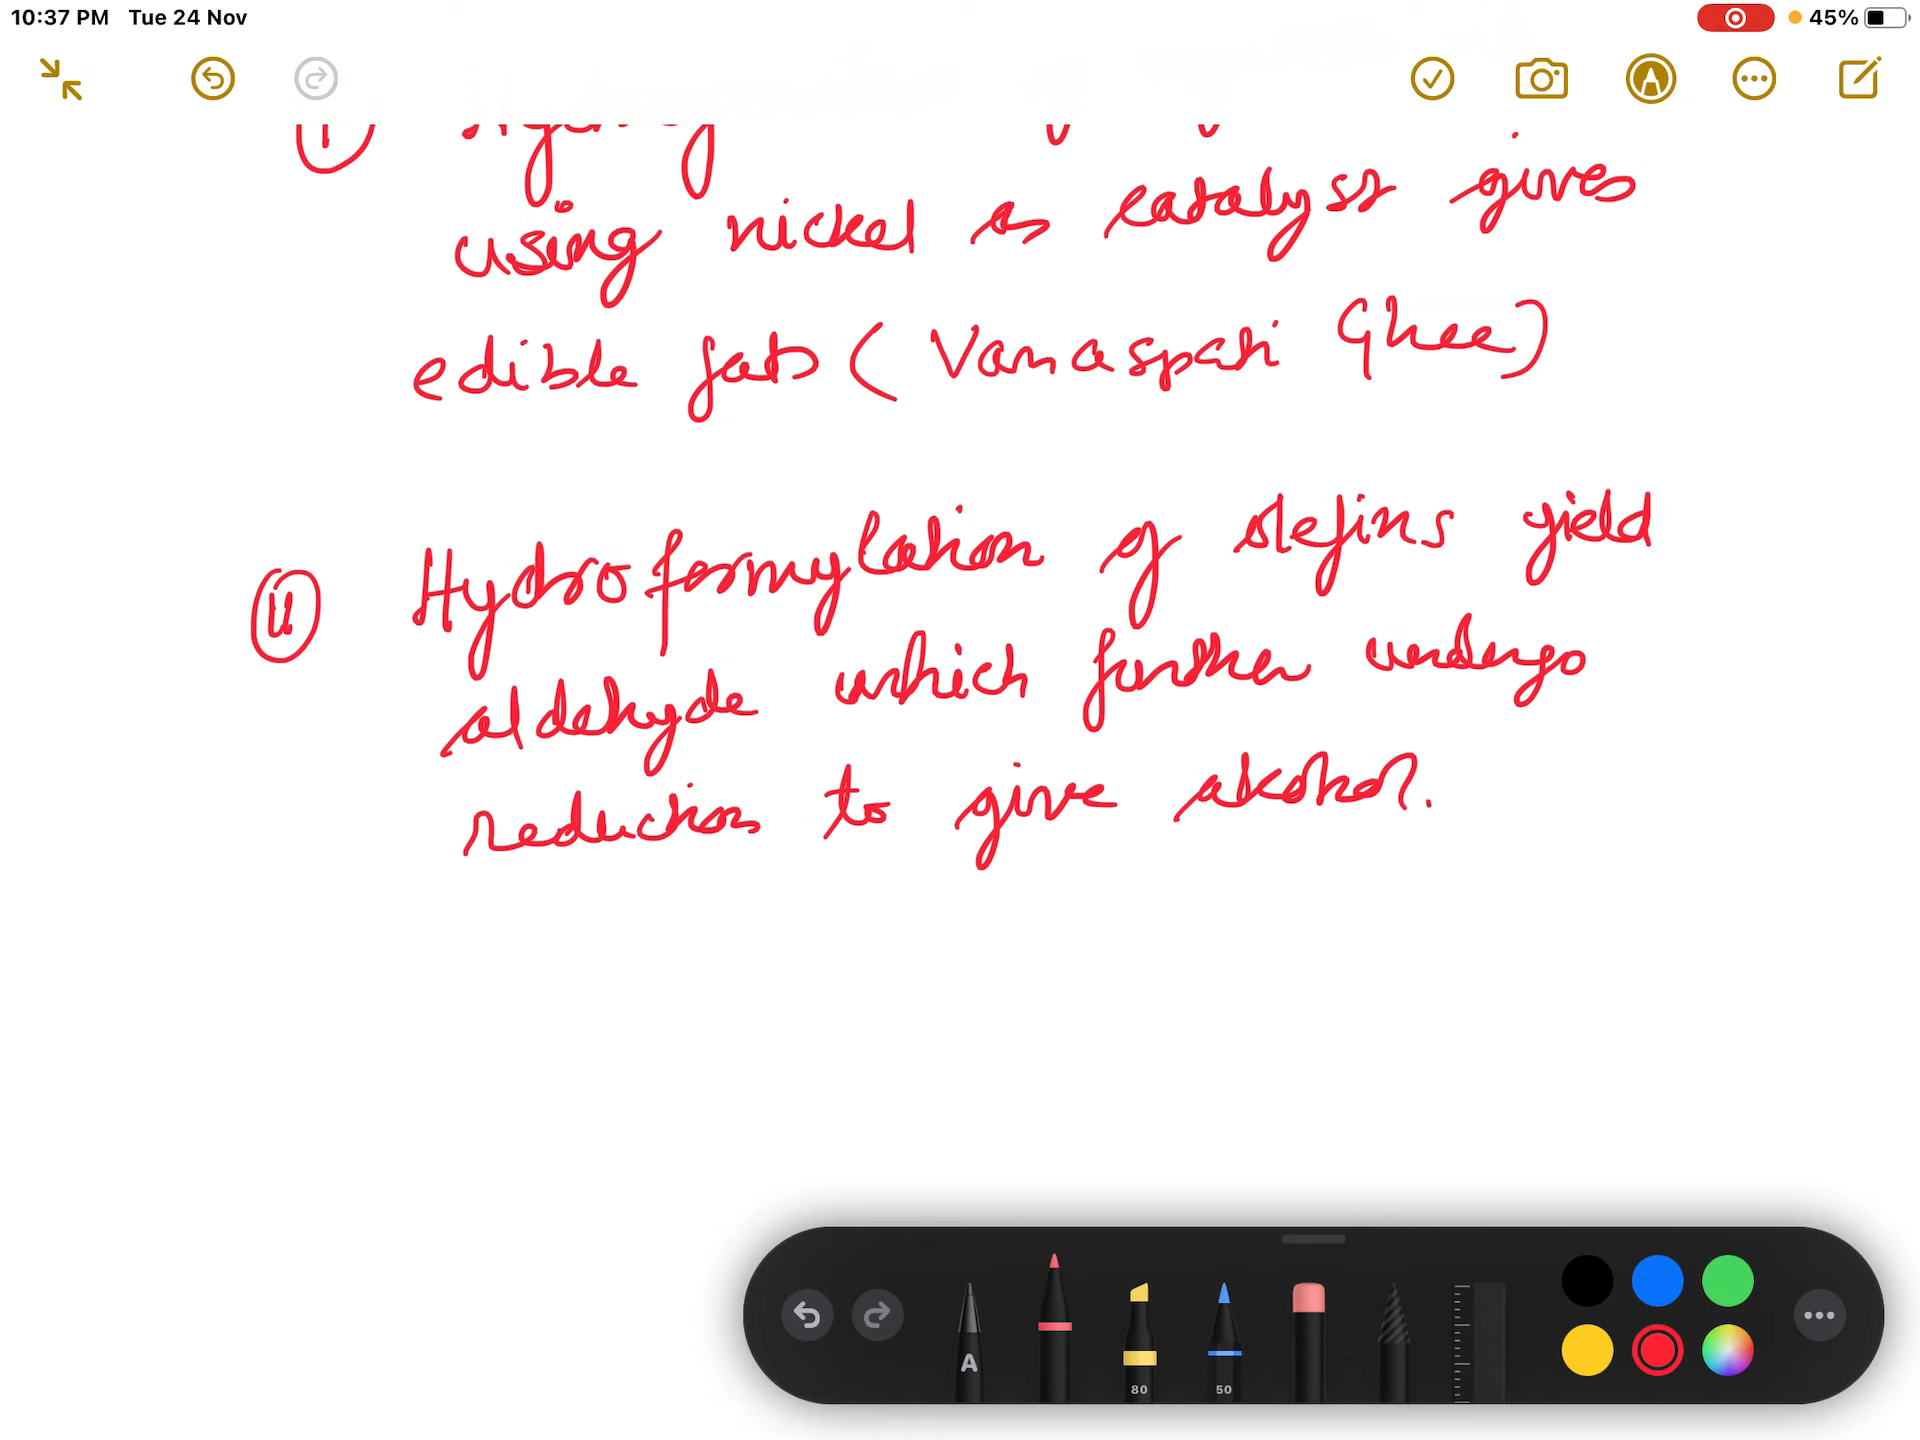 10:37 PM Tue 24 Nov 45%
using nickel as catalyst gives
edible fats (Vanaspati Ghee)
(ii) Hydroformylation of olefins yield
aldehyde which further undergo
reduction to give alcohol.
A 80 50